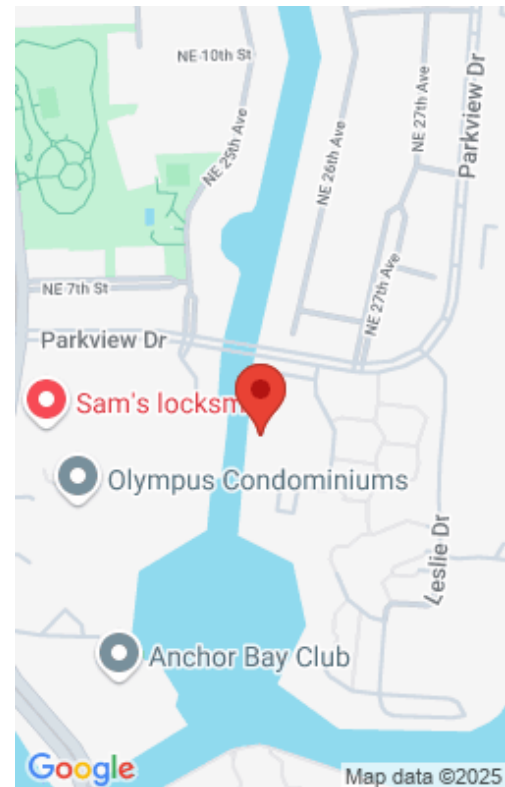 NE 10th St
NE 25th Ave
NE 26th Ave
NE 27th Ave
Parkview Dr
NE 7th St
NE 27th Ave
Parkview Dr
Sam's locksm
Olympus Condominiums
Leslie Dr
Anchor Bay Club
Google
Map data ©2025